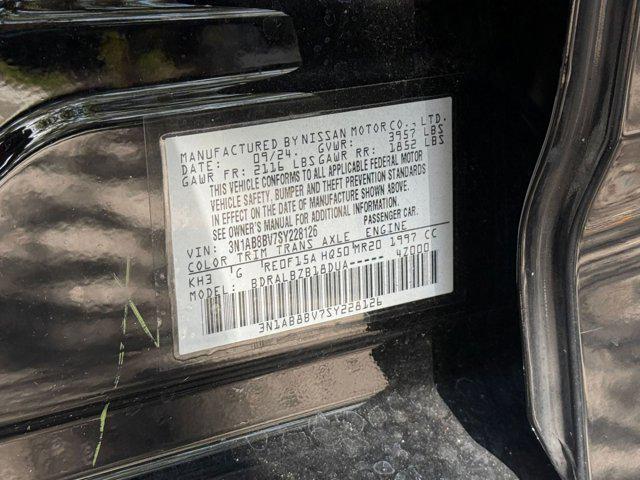 MANUFACTURED BY NISSAN MOTOR CO., LTD.
DATE: 09/24. GVWR: 3957 LBS
GAWR FR: 2116 LBS GAWR RR: 1852 LBS
THIS VEHICLE CONFORMS TO ALL APPLICABLE FEDERAL MOTOR
VEHICLE SAFETY, BUMPER AND THEFT PREVENTION STANDARDS
IN EFFECT ON THE DATE OF MANUFACTURE SHOWN ABOVE.
SEE OWNER'S MANUAL FOR ADDITIONAL INFORMATION.
VIN: 3N1AB8BV7SY228126 PASSENGER CAR.
COLOR TRIM TRANS AXLE ENGINE
KH3 G RE0F15A HQ50 MR20 1997 CC
MODEL: BDRALBZB18DUA----- 47000
3N1AB8BV7SY228126